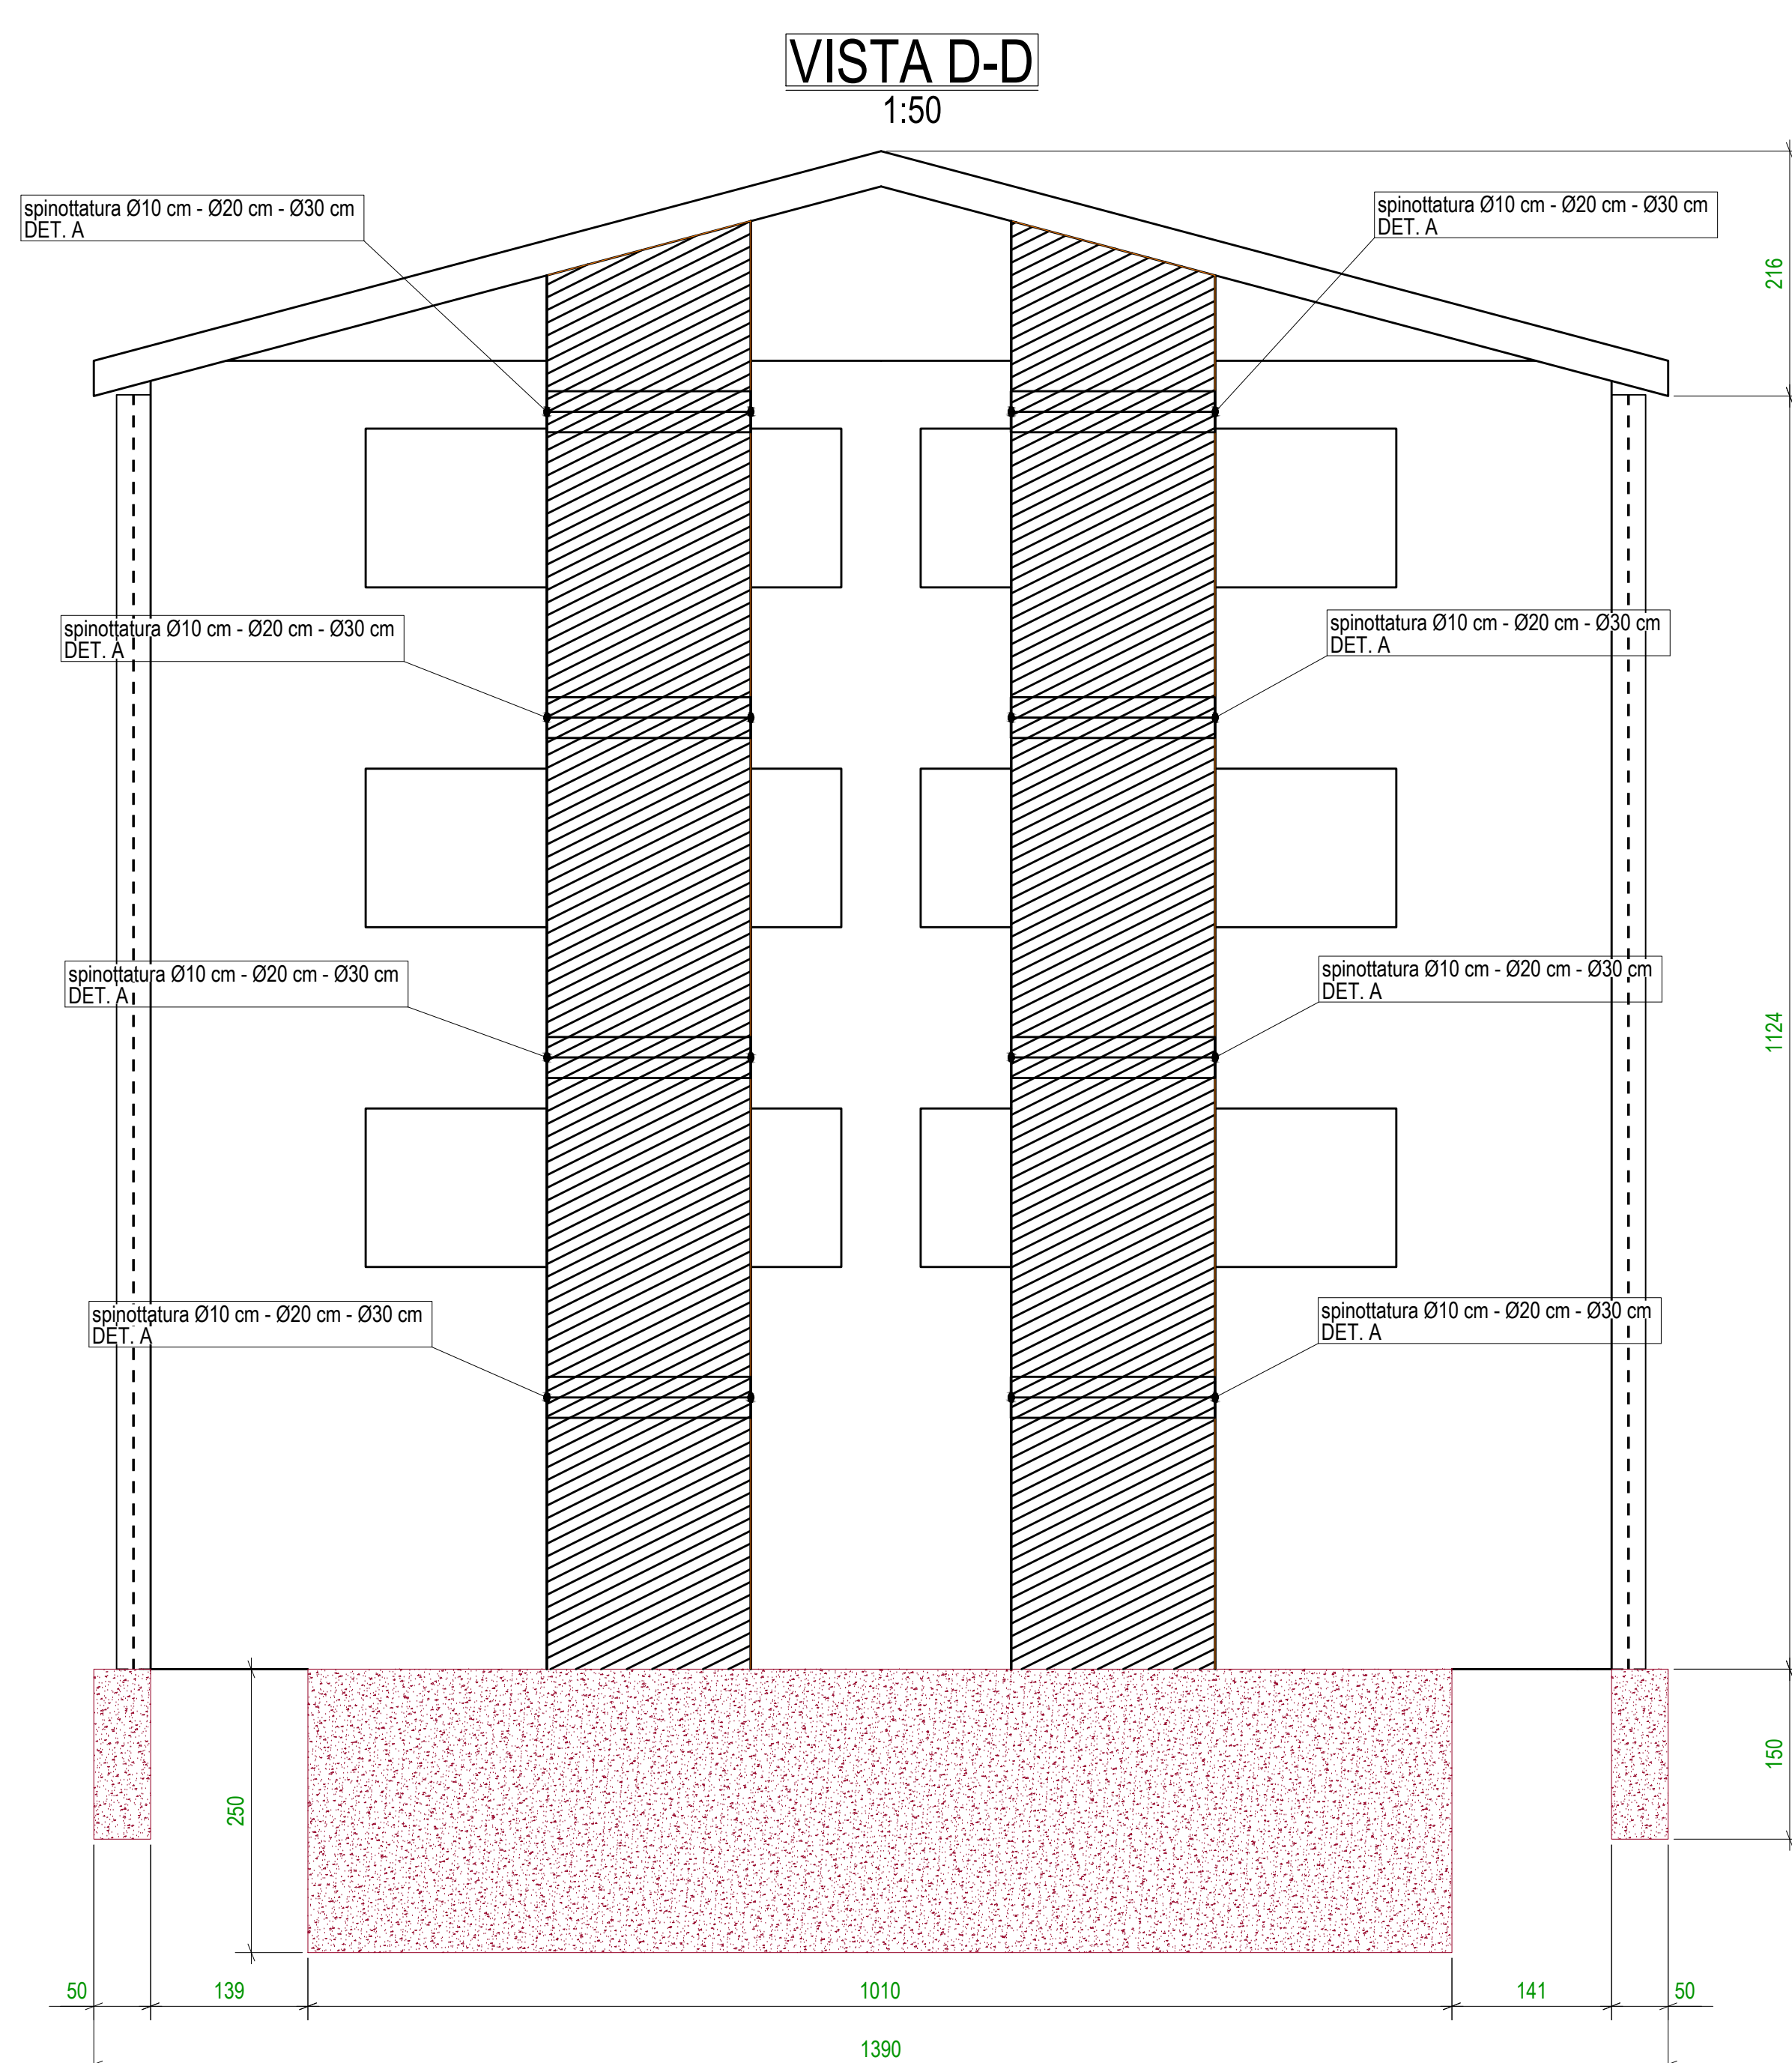 VISTA D-D
1:50
spinottatura Ø10 cm - Ø20 cm - Ø30 cm
DET. A
spinottatura Ø10 cm - Ø20 cm - Ø30 cm
DET. A
216
spinottatura Ø10 cm - Ø20 cm - Ø30 cm
DET. A
spinottatura Ø10 cm - Ø20 cm - Ø30 cm
DET. A
spinottatura Ø10 cm - Ø20 cm - Ø30 cm
DET. A
spinottatura Ø10 cm - Ø20 cm - Ø30 cm
DET. A
1124
spinottatura Ø10 cm - Ø20 cm - Ø30 cm
DET. A
spinottatura Ø10 cm - Ø20 cm - Ø30 cm
DET. A
250
150
50
139
1010
141
50
1390